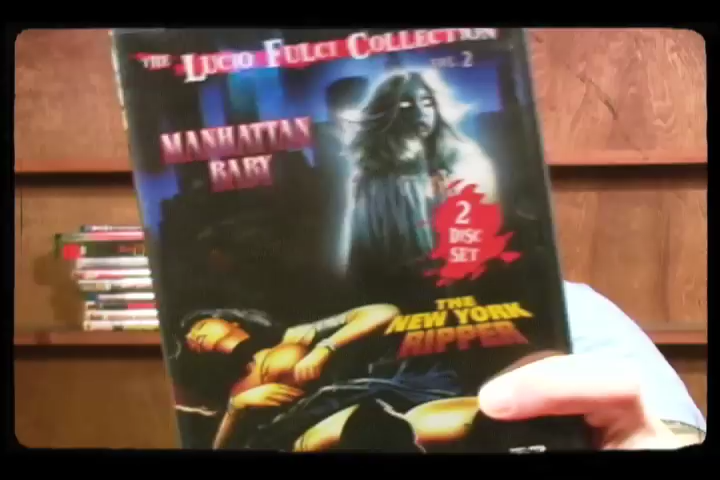 THE LUCIO FULCI COLLECTION
VOL. 2
MANHATTAN
BABY
2
DISC
SET
THE
NEW YORK
RIPPER